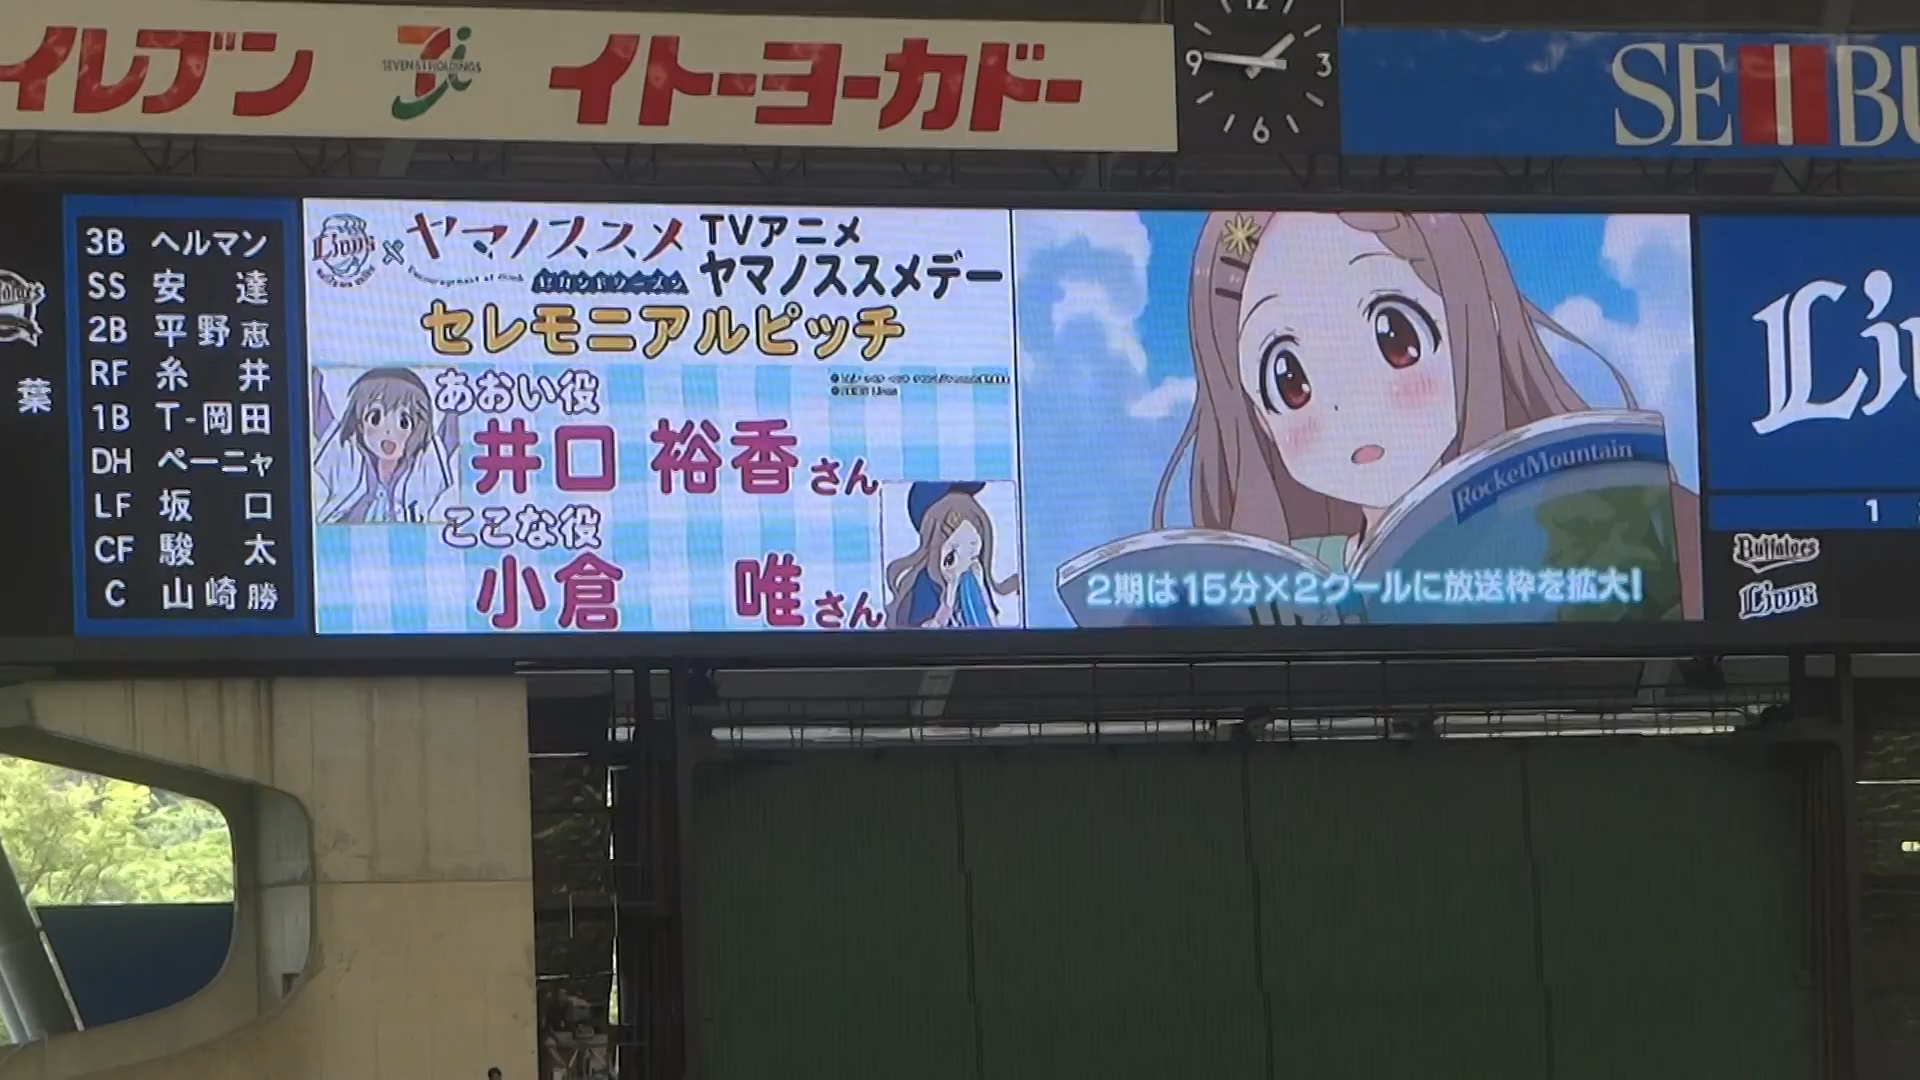 イレブン
SEVEN&i HOLDINGS
イトーヨーカドー
12
9
3
6
SEIBU
3B ヘルマン
SS 安達
2B 平野恵
RF 糸井
1B T-岡田
DH ペーニャ
LF 坂口
CF 駿太
C 山崎勝
葉
Lions
×
ヤマノススメ
TVアニメ
ヤマノススメデー
セレモニアルピッチ
あおい役
井口 裕香さん
ここな役
小倉 唯さん
RocketMountain
2期は15分×2クールに放送枠を拡大!
Li
1
Buffaloes
Lions